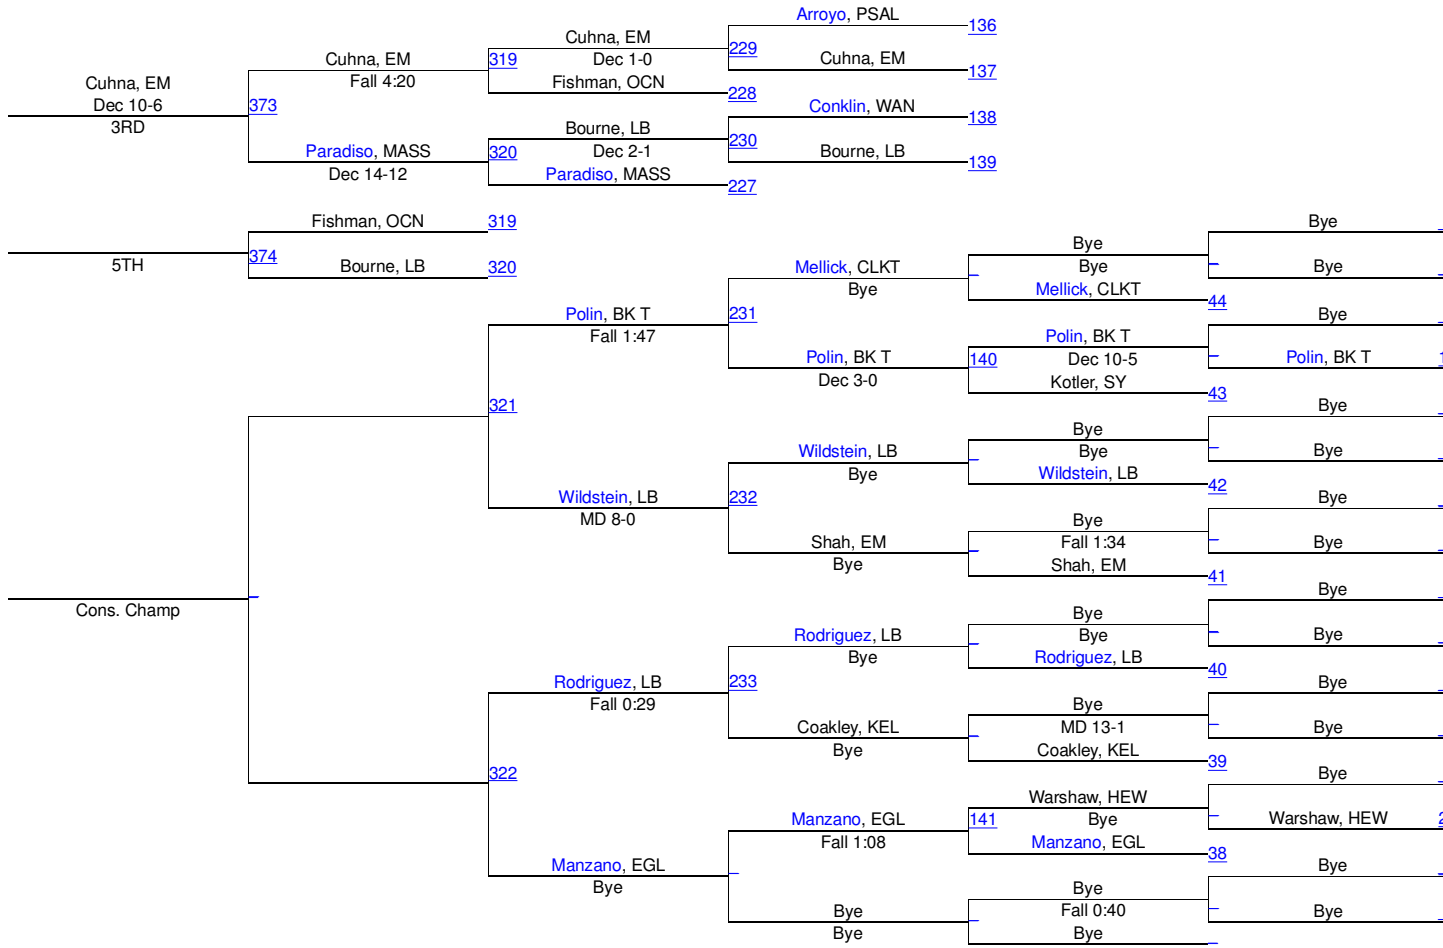 Arroyo, PSAL
136
Cuhna, EM
229
319
Dec 1-0
Cuhna, EM
Cuhna, EM
137
Cuhna, EM
Fall 4:20
Fishman, OCN
228
Dec 10-6
373
Conklin, WAN
138
3RD
Bourne, LB
230
Paradiso, MASS
320
Dec 2-1
Bourne, LB
139
Dec 14-12
Paradiso, MASS
227
Fishman, OCN
319
Bye
374
Bye
5TH
Bourne, LB
320
Mellick, CLKT
Bye
Bye
Bye
Mellick, CLKT
44
Polin, BK T
231
Bye
Fall 1:47
Polin, BK T
Polin, BK T
140
Dec 10-5
Polin, BK T
Dec 3-0
Kotler, SY
43
321
Bye
Bye
Wildstein, LB
Bye
Bye
Bye
Wildstein, LB
42
Wildstein, LB
232
Bye
MD 8-0
Bye
Shah, EM
Fall 1:34
Bye
Bye
Shah, EM
41
Bye
Cons. Champ
Bye
Rodriguez, LB
Bye
Bye
Bye
Rodriguez, LB
40
Rodriguez, LB
233
Bye
Fall 0:29
Bye
Coakley, KEL
MD 13-1
Bye
Bye
Coakley, KEL
39
322
Bye
Warshaw, HEW
Manzano, EGL
141
Bye
Warshaw, HEW
Fall 1:08
Manzano, EGL
38
Manzano, EGL
Bye
Bye
Bye
Bye
Fall 0:40
Bye
Bye
Bye